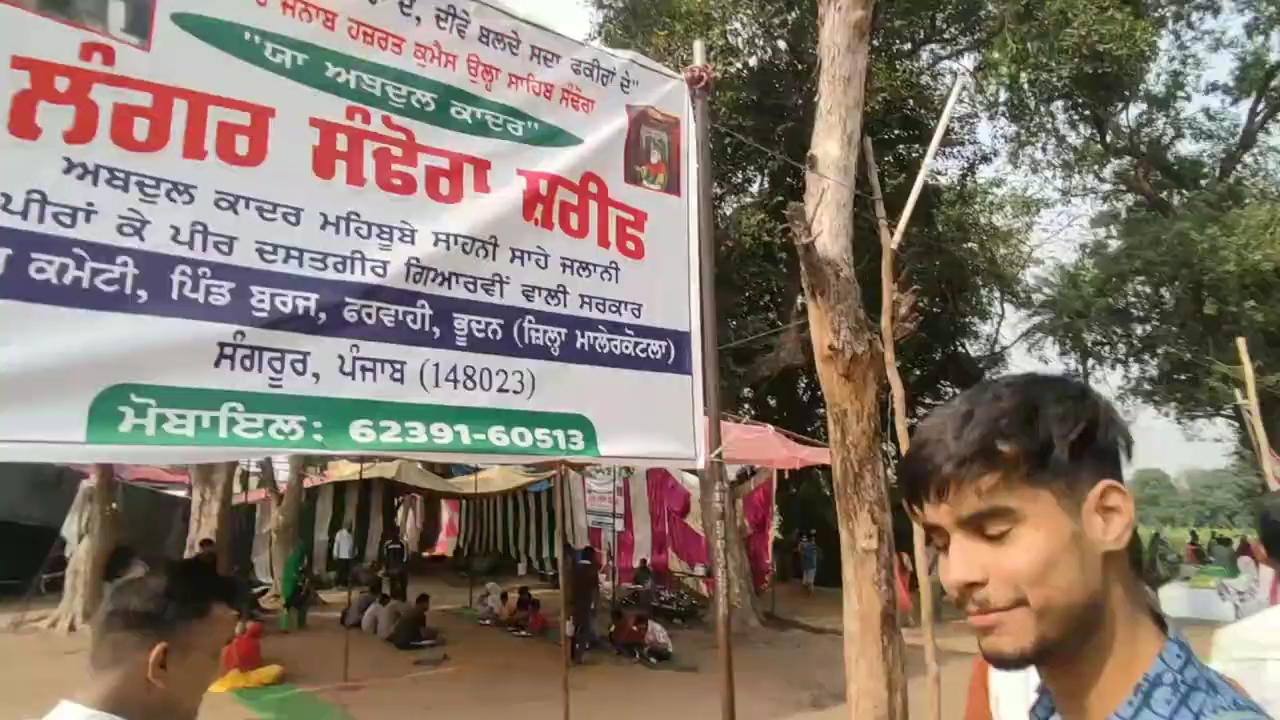 ਦੇ, ਦੀਵੇ ਬਲਦੇ ਸਦਾ ਫਕੀਰਾਂ ਦੇ"
ਜਨਾਬ ਹਜ਼ਰਤ ਕੁਮੈਸ ਉਲ੍ਹਾ ਸਾਹਿਬ ਸੰਢੋਰਾ
"ਯਾ ਅਬਦੁਲ ਕਾਦਰ"
ਲੰਗਰ ਸੰਢੋਰਾ ਸ਼ਰੀਫ
ਅਬਦੁਲ ਕਾਦਰ ਮਹਿਬੂਬੇ ਸਾਹਨੀ ਸਾਹੇ ਜਲਾਨੀ
ਪੀਰਾਂ ਕੇ ਪੀਰ ਦਸਤਗੀਰ ਗਿਆਰਵੀਂ ਵਾਲੀ ਸਰਕਾਰ
ਕਮੇਟੀ, ਪਿੰਡ ਬੁਰਜ, ਫਰਵਾਹੀ, ਭੂਦਨ (ਜ਼ਿਲ੍ਹਾ ਮਾਲੇਰਕੋਟਲਾ)
ਸੰਗਰੂਰ, ਪੰਜਾਬ (148023)
ਮੋਬਾਇਲ: 62391-60513